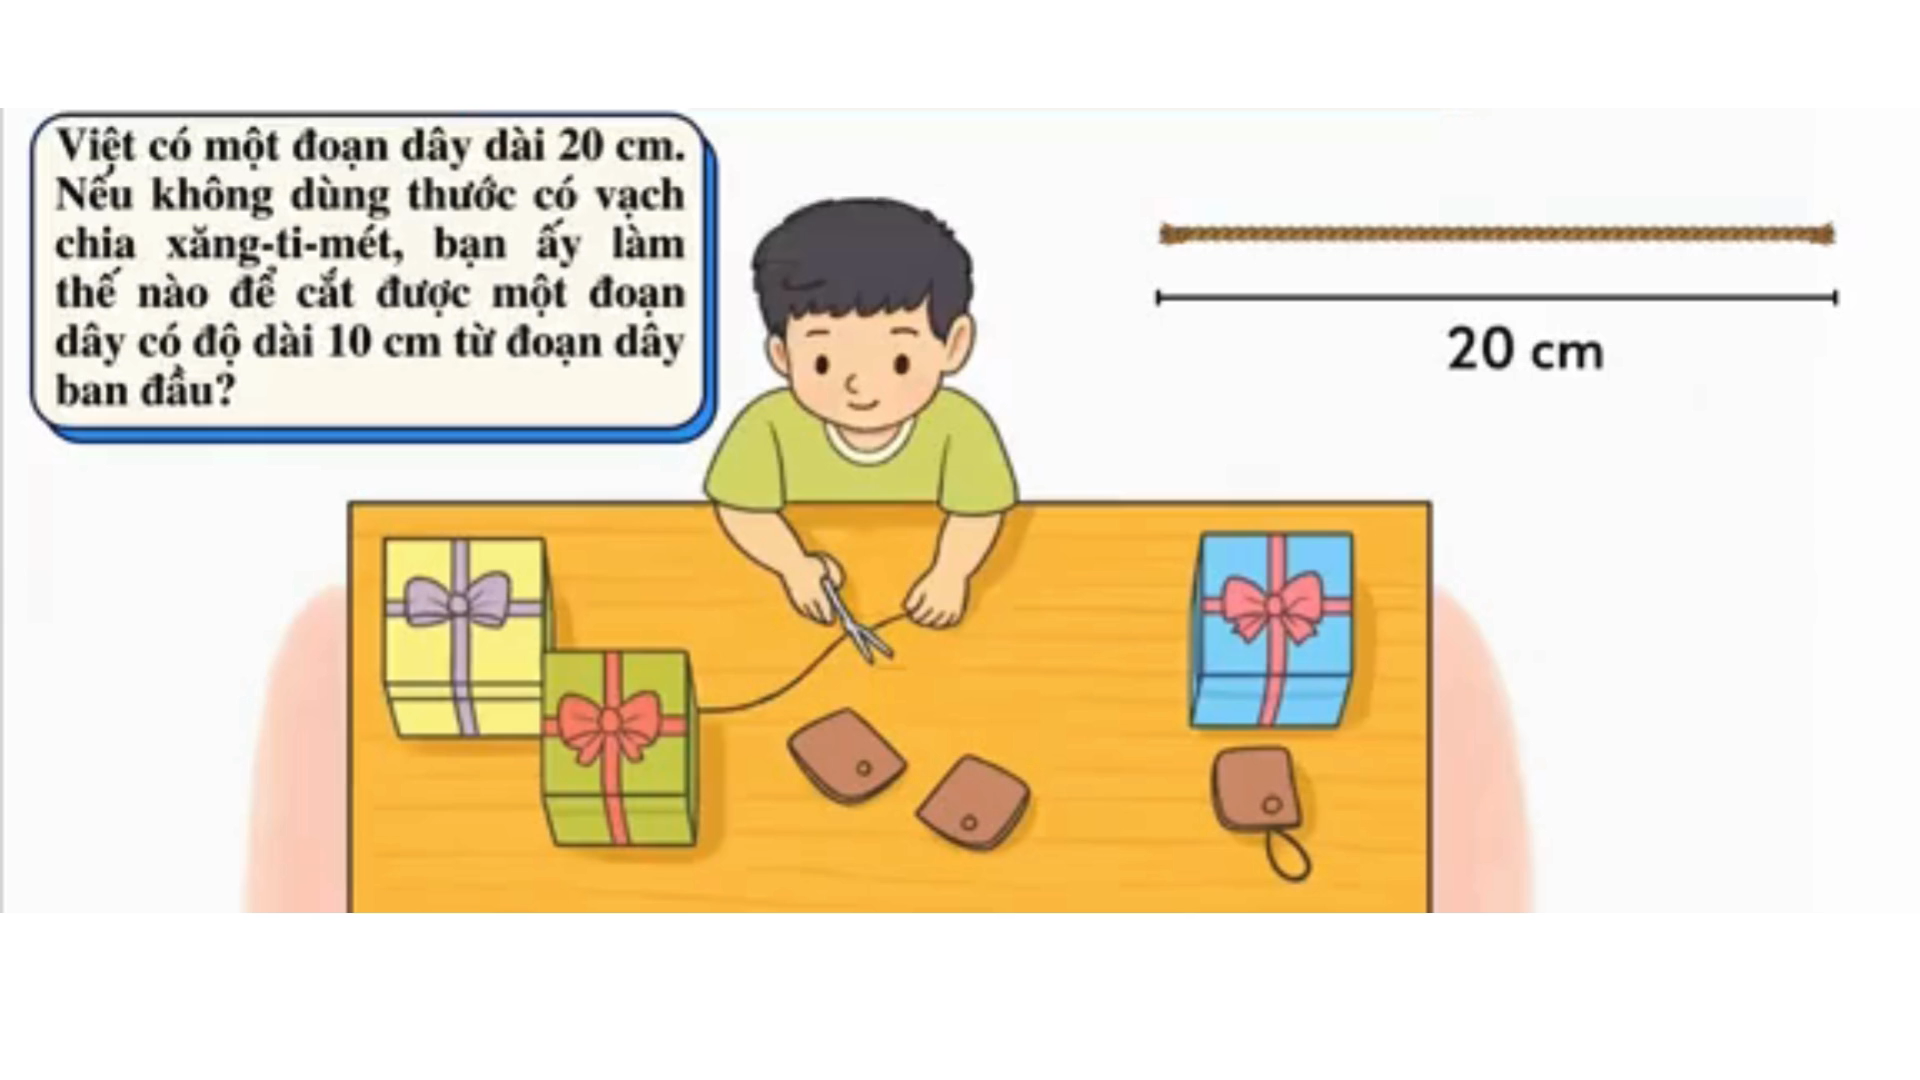 Việt có một đoạn dây dài 20 cm.
Nếu không dùng thước có vạch
chia xăng-ti-mét, bạn ấy làm
thế nào để cắt được một đoạn
dây có độ dài 10 cm từ đoạn dây
ban đầu?
20 cm